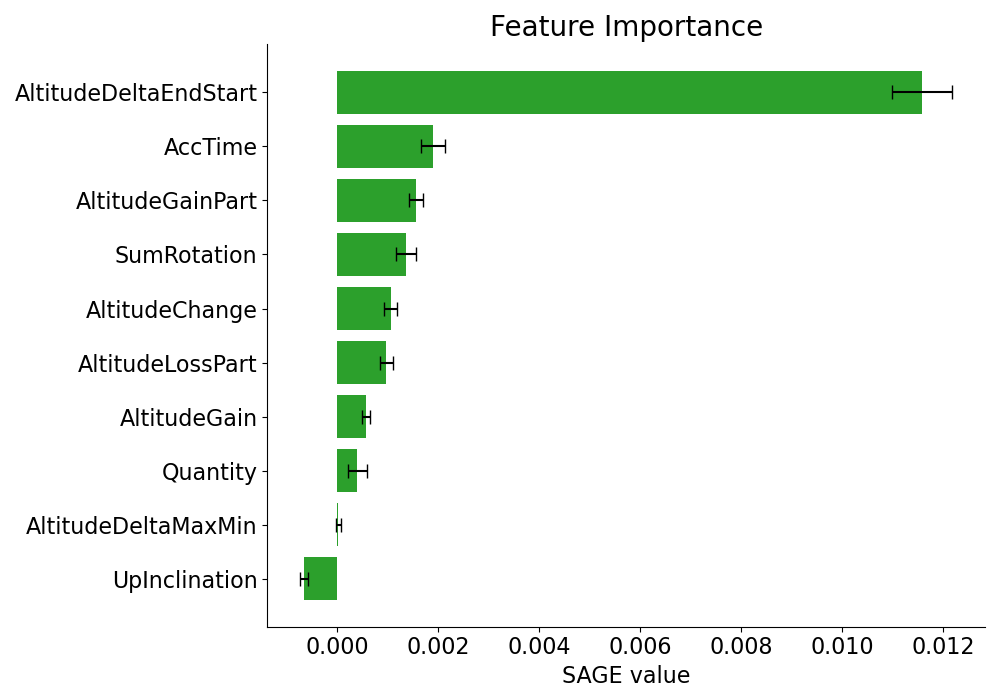 Feature Importance
AltitudeDeltaEndStart
AccTime
AltitudeGainPart
SumRotation
AltitudeChange
AltitudeLossPart
AltitudeGain
Quantity
AltitudeDeltaMaxMin
UpInclination
0.000 0.002 0.004 0.006 0.008 0.010 0.012
SAGE value